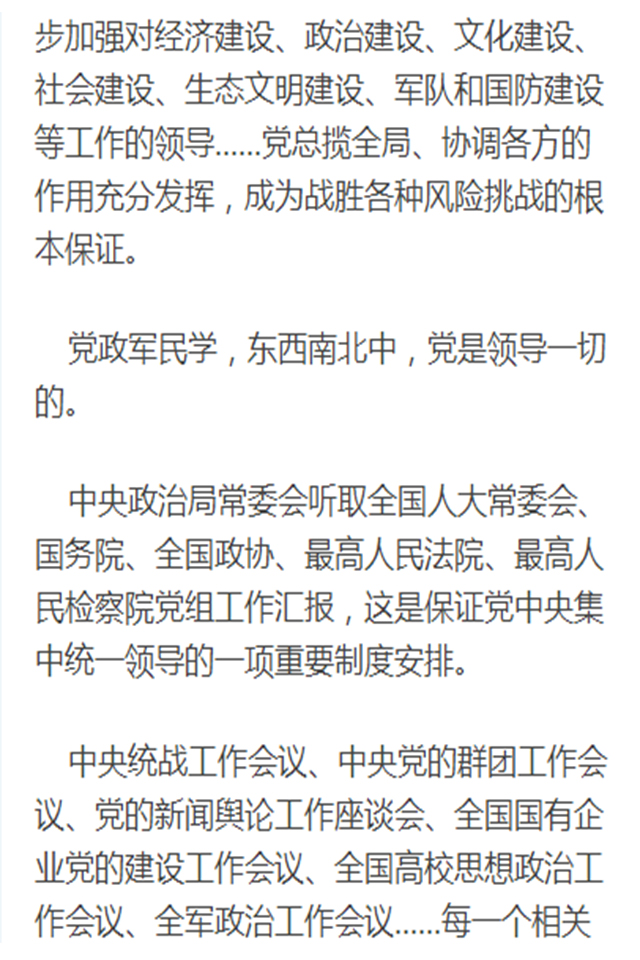 步加强对经济建设、政治建设、文化建设、
社会建设、生态文明建设、军队和国防建设
等工作的领导……党总揽全局、协调各方的
作用充分发挥，成为战胜各种风险挑战的根
本保证。
党政军民学，东西南北中，党是领导一切
的。
中央政治局常委会听取全国人大常委会、
国务院、全国政协、最高人民法院、最高人
民检察院党组工作汇报，这是保证党中央集
中统一领导的一项重要制度安排。
中央统战工作会议、中央党的群团工作会
议、党的新闻舆论工作座谈会、全国国有企
业党的建设工作会议、全国高校思想政治工
作会议、全军政治工作会议……每一个相关